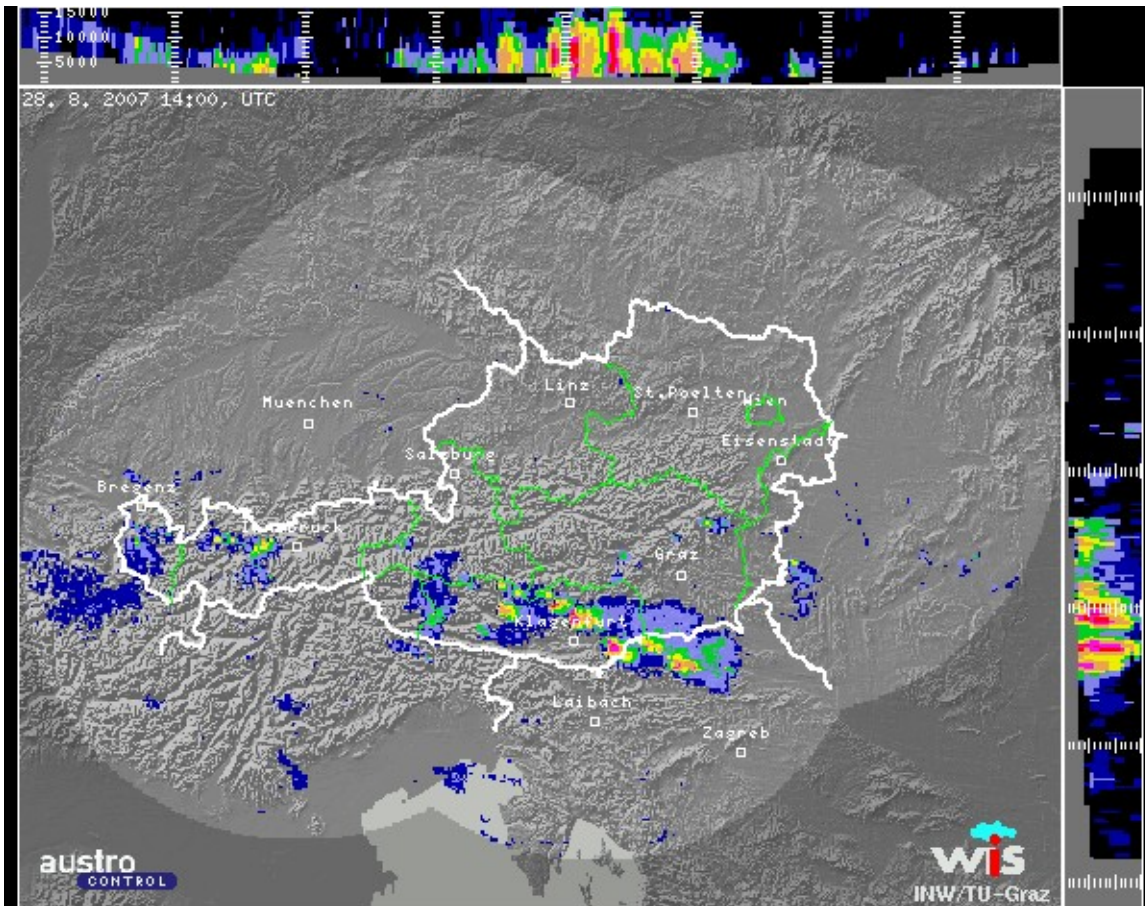 15000
10000
5000
28. 8. 2007 14:00, UTC
Muenchen
Linz
St.Poelten
Wien
Eisenstadt
Salzburg
Bregenz
Graz
Klagenfurt
Laibach
Zagreb
austro
CONTROL
wis
INW/TU-Graz